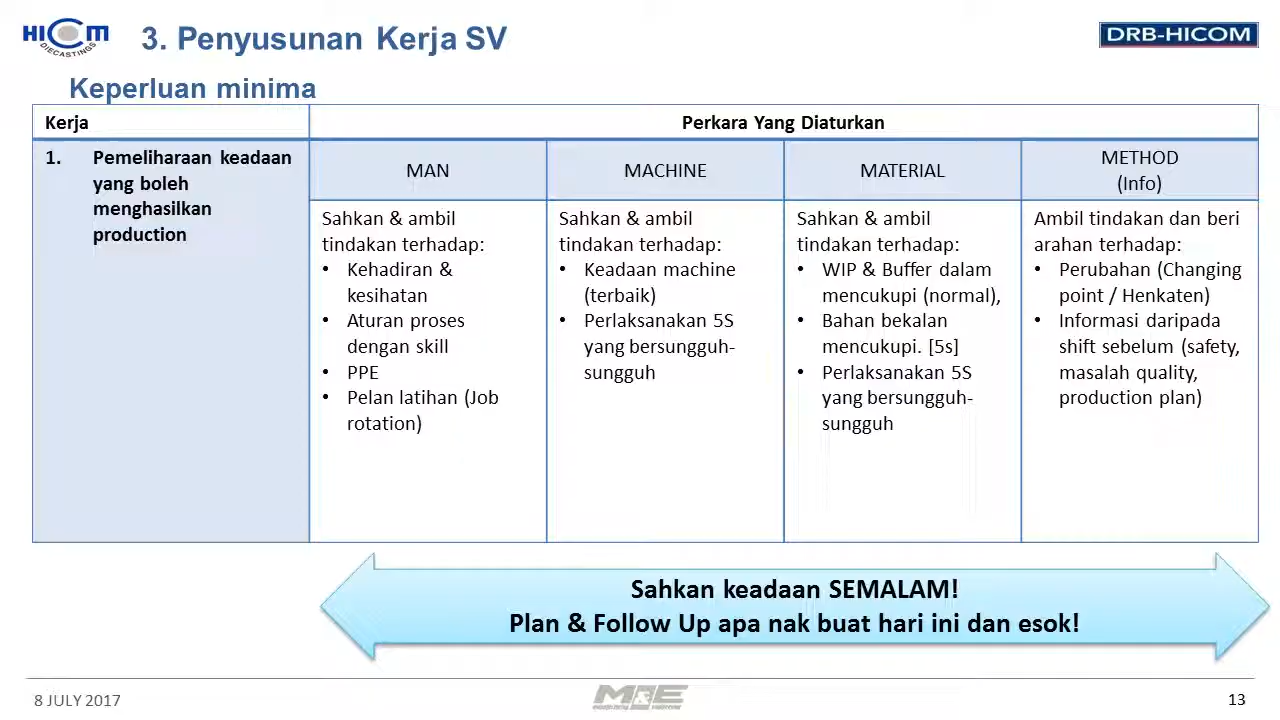 HICOM
DIECASTINGS
3. Penyusunan Kerja SV
DRB-HICOM
Keperluan minima
Kerja
Perkara Yang Diaturkan
1. Pemeliharaan keadaan
yang boleh
menghasilkan
production
MAN
MACHINE
MATERIAL
METHOD
(Info)
Sahkan & ambil
tindakan terhadap:
• Kehadiran &
kesihatan
• Aturan proses
dengan skill
• PPE
• Pelan latihan (Job
rotation)
Sahkan & ambil
tindakan terhadap:
• Keadaan machine
(terbaik)
• Perlaksanakan 5S
yang bersungguh-
sungguh
Sahkan & ambil
tindakan terhadap:
• WIP & Buffer dalam
mencukupi (normal),
• Bahan bekalan
mencukupi. [5s]
• Perlaksanakan 5S
yang bersungguh-
sungguh
Ambil tindakan dan beri
arahan terhadap:
• Perubahan (Changing
point / Henkaten)
• Informasi daripada
shift sebelum (safety,
masalah quality,
production plan)
Sahkan keadaan SEMALAM!
Plan & Follow Up apa nak buat hari ini dan esok!
8 JULY 2017
M&E
13